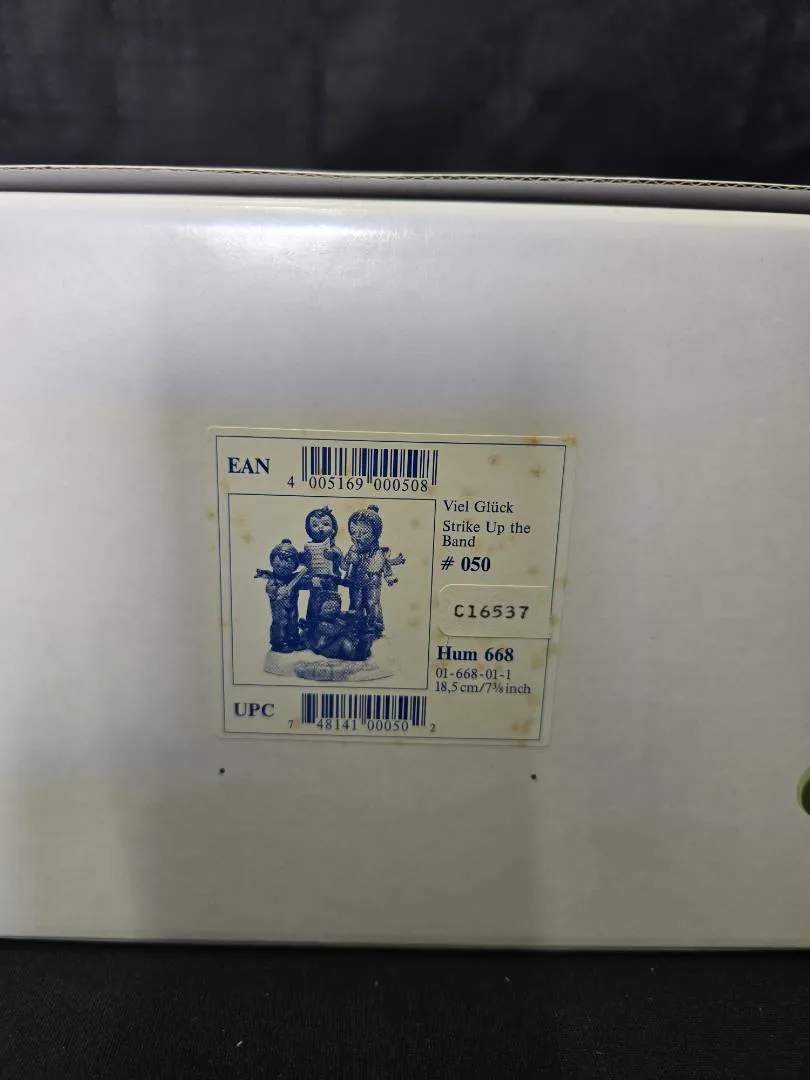 EAN
4 005169 000508
Viel Glück
Strike Up the
Band
# 050
C16537
Hum 668
01-668-01-1
18,5 cm/7⅜ inch
UPC
7 48141 00050 2